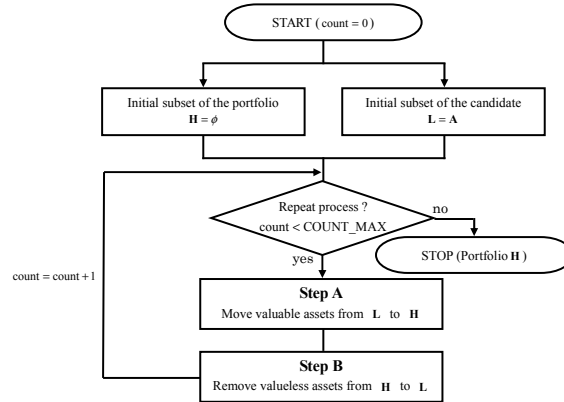 START ( count = 0 )
Initial subset of the portfolio
H = ϕ
Initial subset of the candidate
L = A
Repeat process ?
count < COUNT_MAX
no
STOP (Portfolio H )
yes
count = count +1
Step A
Move valuable assets from L to H
Step B
Remove valueless assets from H to L